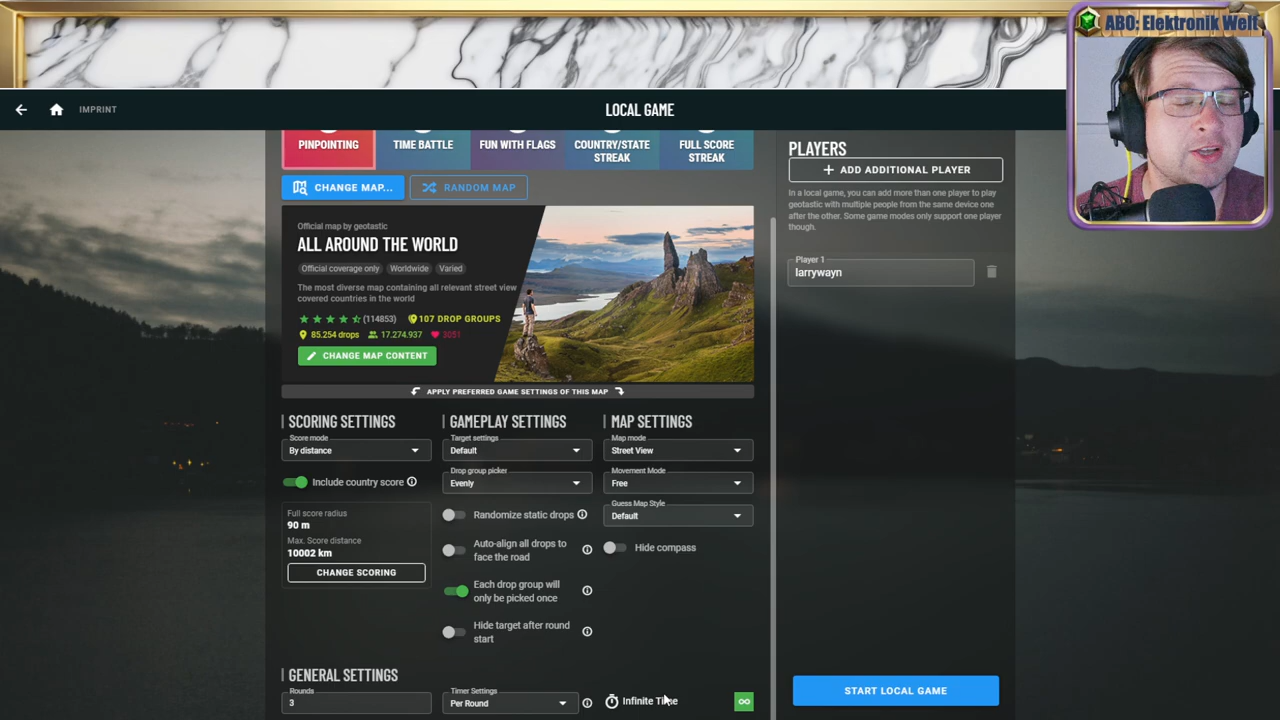 ABO: Elektronik Welt
IMPRINT
LOCAL GAME
PINPOINTING
TIME BATTLE
FUN WITH FLAGS
COUNTRY/STATE
STREAK
FULL SCORE
STREAK
CHANGE MAP...
RANDOM MAP
Official map by geotastic
ALL AROUND THE WORLD
Official coverage only
Worldwide
Varied
The most diverse map containing all relevant street view
covered countries in the world
(114853)
107 DROP GROUPS
85.254 drops
17.274.937
3051
CHANGE MAP CONTENT
APPLY PREFERRED GAME SETTINGS OF THIS MAP
SCORING SETTINGS
Score mode
By distance
Include country score
Full score radius
90 m
Max. Score distance
10002 km
CHANGE SCORING
GAMEPLAY SETTINGS
Target settings
Default
Drop group picker
Evenly
Randomize static drops
Auto-align all drops to
face the road
Each drop group will
only be picked once
Hide target after round
start
MAP SETTINGS
Map mode
Street View
Movement Mode
Free
Guess Map Style
Default
Hide compass
GENERAL SETTINGS
Rounds
3
Timer Settings
Per Round
Infinite Time
PLAYERS
+ ADD ADDITIONAL PLAYER
In a local game, you can add more than one player to play
geotastic with multiple people from the same device one
after the other. Some game modes only support one player
though.
Player 1
larrywayn
START LOCAL GAME